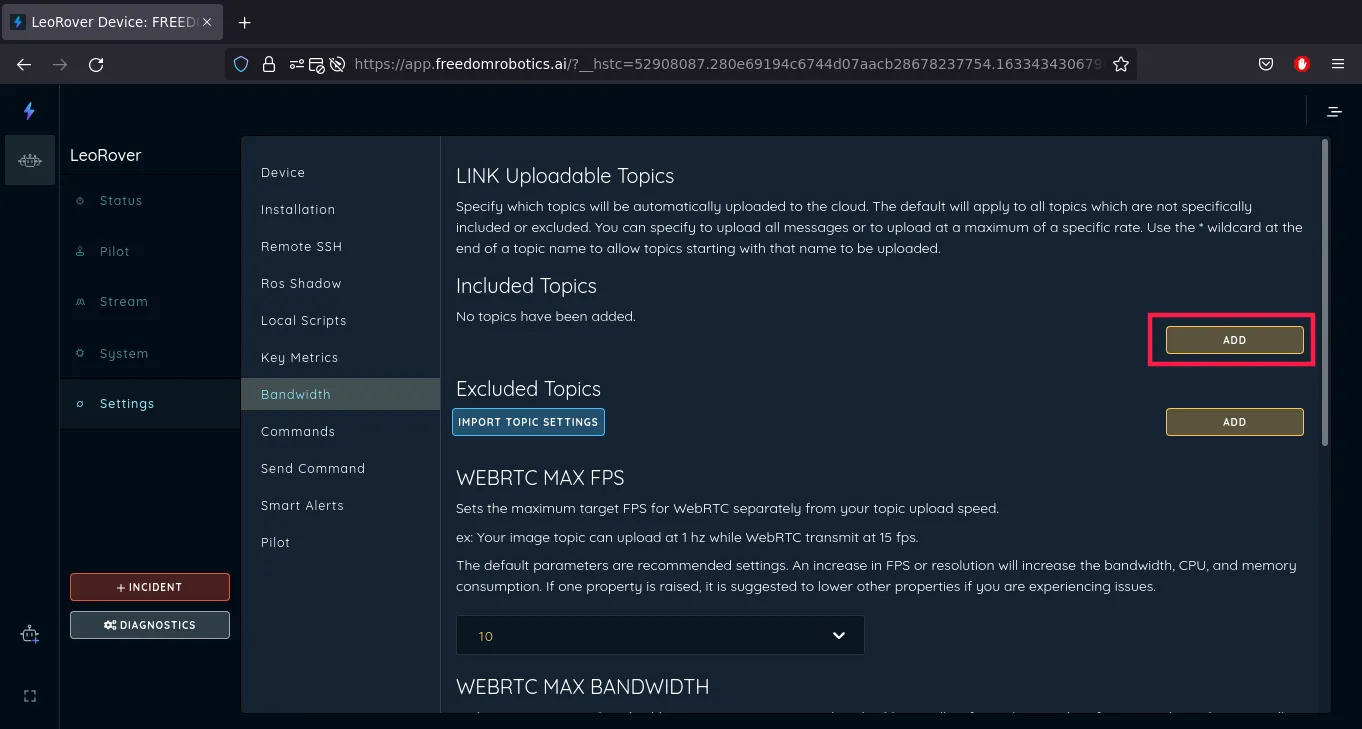 LeoRover Device: FREED
https://app.freedomrobotics.ai/?__hstc=52908087.280e69194c6744d07aacb28678237754.163343430679
LeoRover
Status
Pilot
Stream
System
Settings
+ INCIDENT
DIAGNOSTICS
Device
Installation
Remote SSH
Ros Shadow
Local Scripts
Key Metrics
Bandwidth
Commands
Send Command
Smart Alerts
Pilot
LINK Uploadable Topics
Specify which topics will be automatically uploaded to the cloud. The default will apply to all topics which are not specifically
included or excluded. You can specify to upload all messages or to upload at a maximum of a specific rate. Use the * wildcard at the
end of a topic name to allow topics starting with that name to be uploaded.
Included Topics
No topics have been added.
ADD
Excluded Topics
IMPORT TOPIC SETTINGS
ADD
WEBRTC MAX FPS
Sets the maximum target FPS for WebRTC separately from your topic upload speed.
ex: Your image topic can upload at 1 hz while WebRTC transmit at 15 fps.
The default parameters are recommended settings. An increase in FPS or resolution will increase the bandwidth, CPU, and memory
consumption. If one property is raised, it is suggested to lower other properties if you are experiencing issues.
10
WEBRTC MAX BANDWIDTH